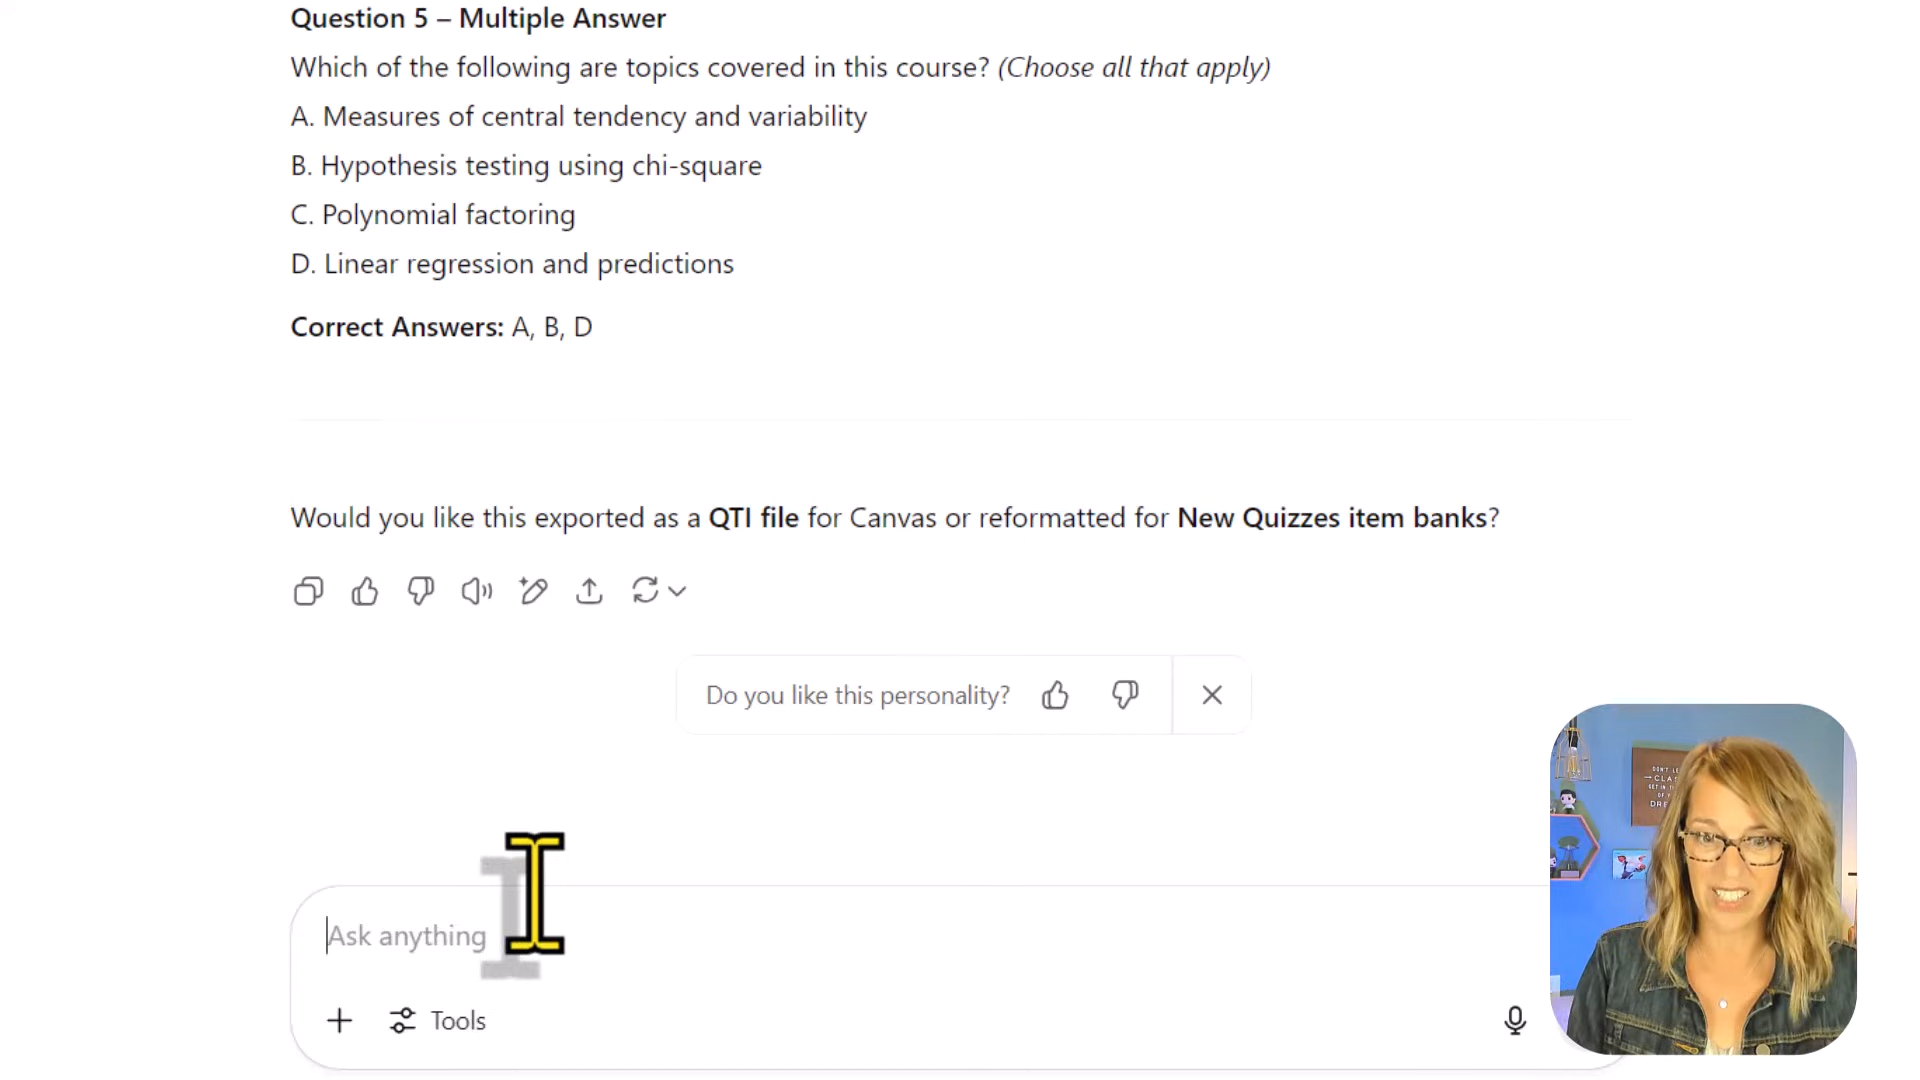 Question 5 – Multiple Answer
Which of the following are topics covered in this course? (Choose all that apply)
A. Measures of central tendency and variability
B. Hypothesis testing using chi-square
C. Polynomial factoring
D. Linear regression and predictions
Correct Answers: A, B, D
Would you like this exported as a QTI file for Canvas or reformatted for New Quizzes item banks?
Do you like this personality?
Ask anything
Tools